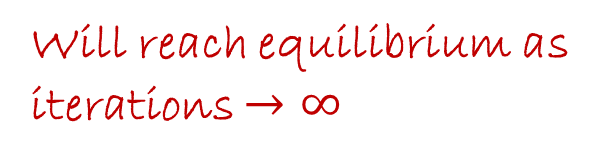 Will reach equilibrium as
iterations → ∞